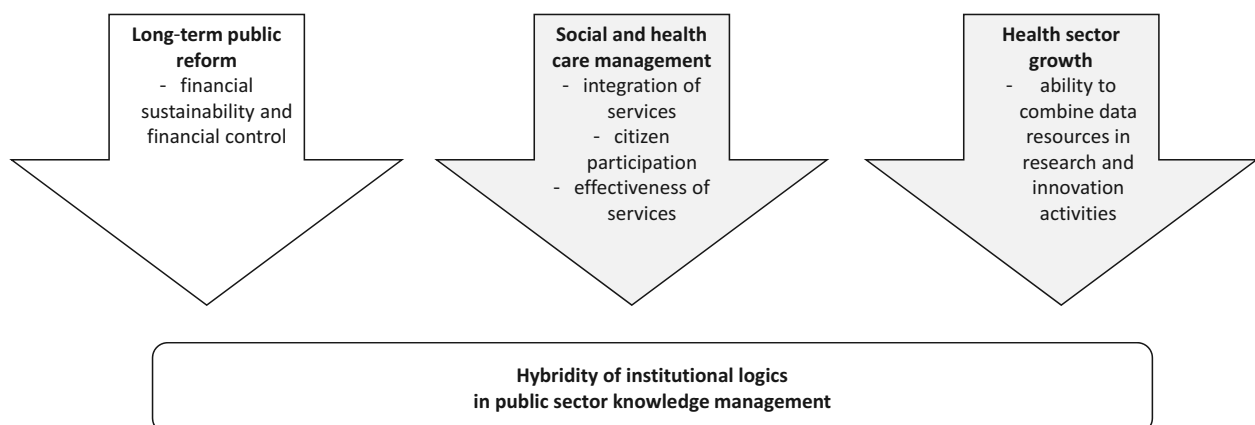 Long-term public
reform
- financial
sustainability and
financial control
Social and health
care management
- integration of
services
- citizen
participation
- effectiveness of
services
Health sector
growth
- ability to
combine data
resources in
research and
innovation
activities
Hybridity of institutional logics
in public sector knowledge management